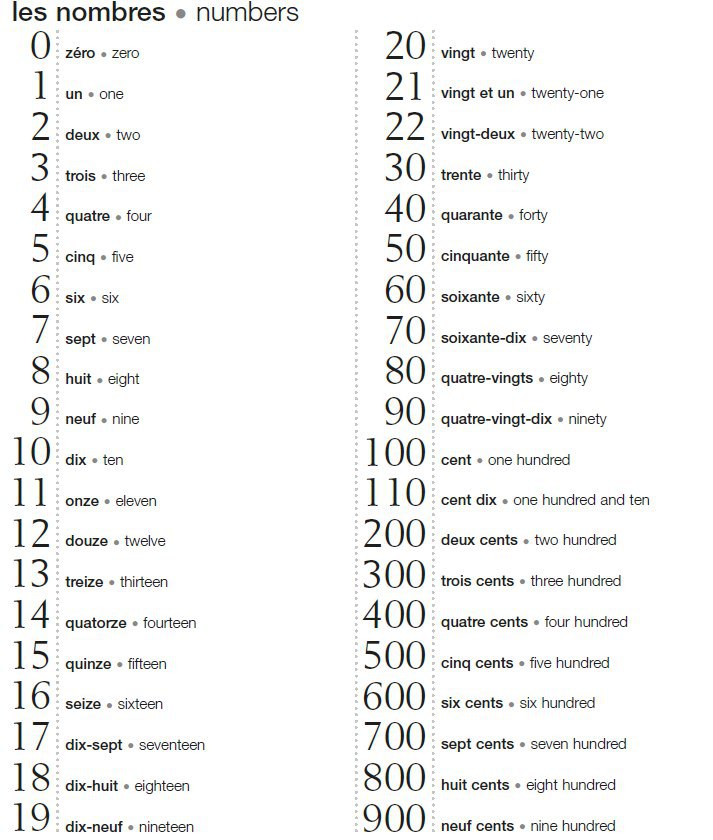 les nombres • numbers
0 zéro • zero
1 un • one
2 deux • two
3 trois • three
4 quatre • four
5 cinq • five
6 six • six
7 sept • seven
8 huit • eight
9 neuf • nine
10 dix • ten
11 onze • eleven
12 douze • twelve
13 treize • thirteen
14 quatorze • fourteen
15 quinze • fifteen
16 seize • sixteen
17 dix-sept • seventeen
18 dix-huit • eighteen
19 dix-neuf • nineteen
20 vingt • twenty
21 vingt et un • twenty-one
22 vingt-deux • twenty-two
30 trente • thirty
40 quarante • forty
50 cinquante • fifty
60 soixante • sixty
70 soixante-dix • seventy
80 quatre-vingts • eighty
90 quatre-vingt-dix • ninety
100 cent • one hundred
110 cent dix • one hundred and ten
200 deux cents • two hundred
300 trois cents • three hundred
400 quatre cents • four hundred
500 cinq cents • five hundred
600 six cents • six hundred
700 sept cents • seven hundred
800 huit cents • eight hundred
900 neuf cents • nine hundred